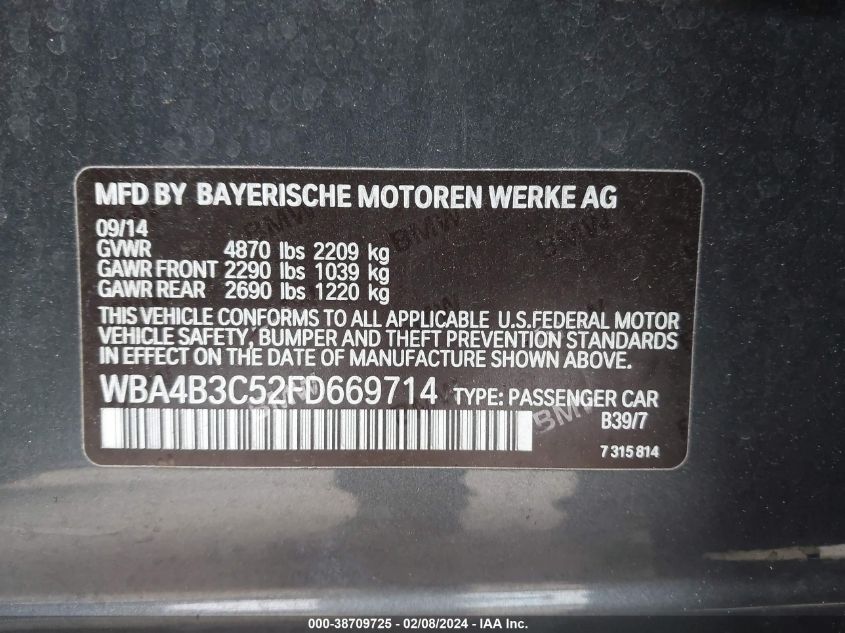 MFD BY BAYERISCHE MOTOREN WERKE AG
09/14
GVWR 4870 lbs 2209 kg
GAWR FRONT 2290 lbs 1039 kg
GAWR REAR 2690 lbs 1220 kg
THIS VEHICLE CONFORMS TO ALL APPLICABLE U.S.FEDERAL MOTOR
VEHICLE SAFETY, BUMPER AND THEFT PREVENTION STANDARDS
IN EFFECT ON THE DATE OF MANUFACTURE SHOWN ABOVE.
WBA4B3C52FD669714 TYPE: PASSENGER CAR
B39/7
7 315 814
000-38709725 - 02/08/2024 - IAA Inc.